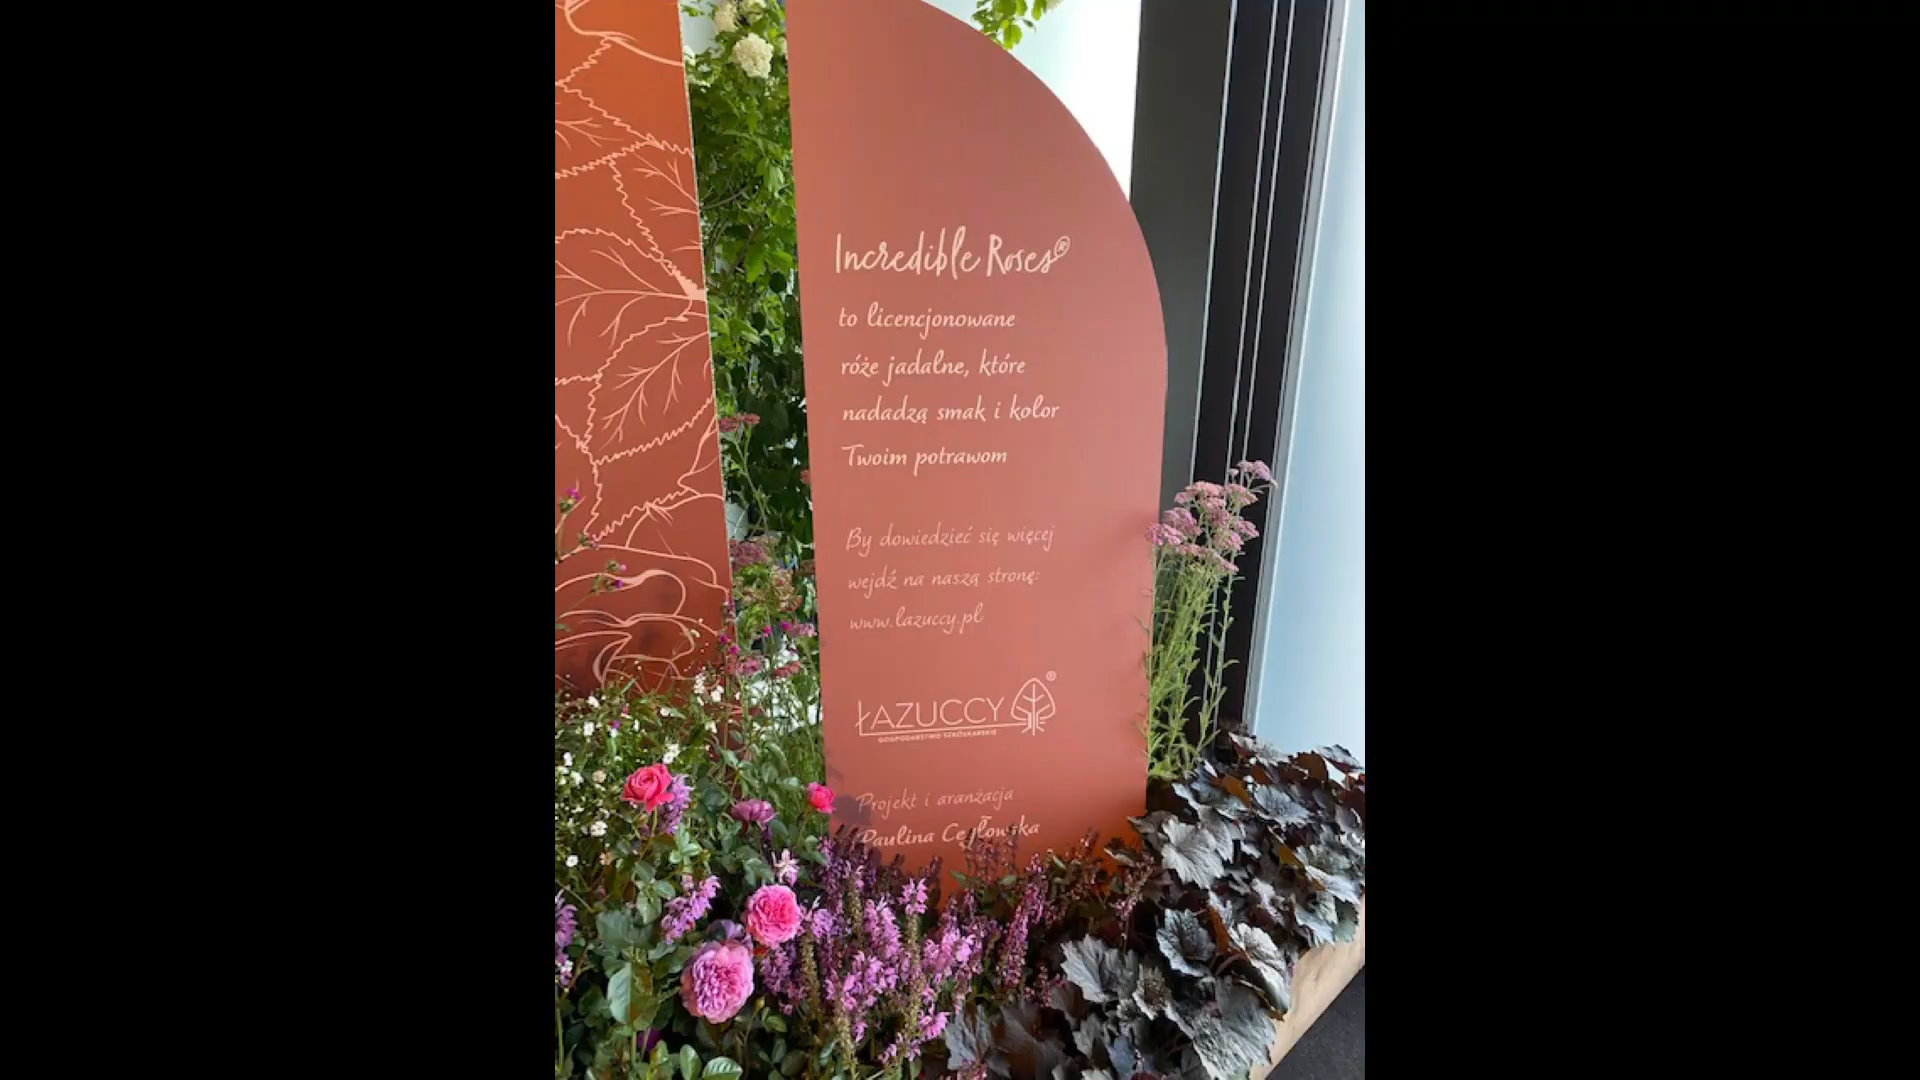 Incredible Roses®
to licencjonowane
róże jadalne, które
nadadzą smak i kolor
Twoim potrawom
By dowiedzieć się więcej
wejdź na naszą stronę:
www.lazuccy.pl
ŁAZUCCY®
GOSPODARSTWO SZKÓŁKARSKIE
Projekt i aranżacja
Paulina Cegłowska